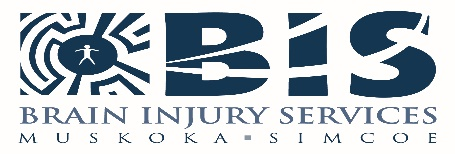 BIS
BRAIN INJURY SERVICES
MUSKOKA ▪ SIMCOE